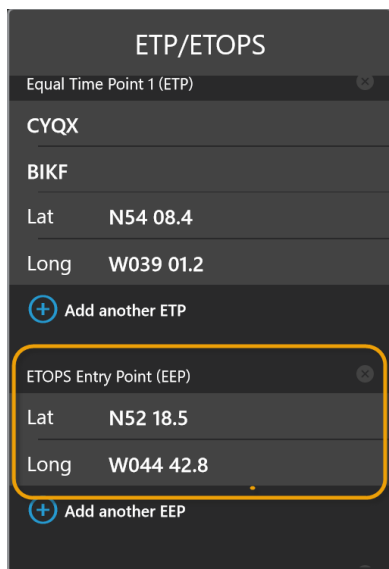 ETP/ETOPS
Equal Time Point 1 (ETP)
CYQX
BIKF
Lat N54 08.4
Long W039 01.2
Add another ETP
ETOPS Entry Point (EEP)
Lat N52 18.5
Long W044 42.8
Add another EEP